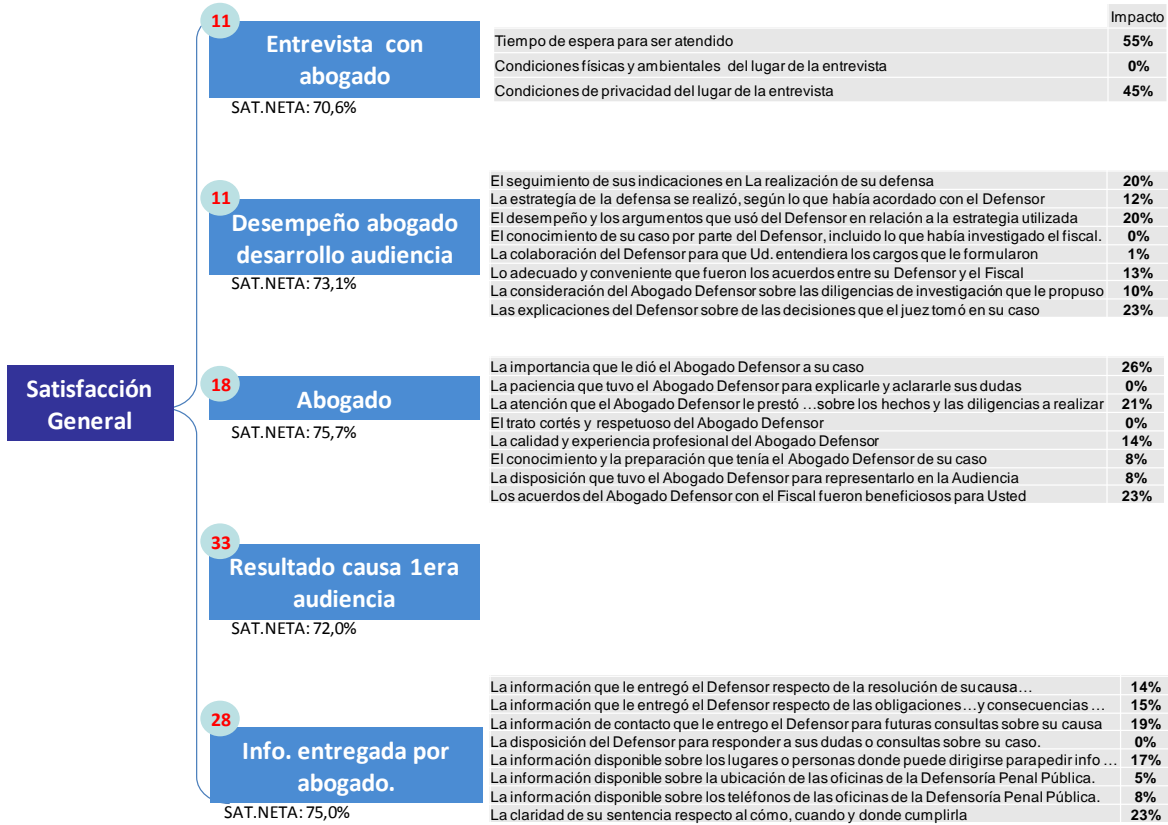 Impacto
11
Entrevista con
abogado
SAT.NETA: 70,6%
Tiempo de espera para ser atendido 55%
Condiciones físicas y ambientales del lugar de la entrevista 0%
Condiciones de privacidad del lugar de la entrevista 45%
11
Desempeño abogado
desarrollo audiencia
SAT.NETA: 73,1%
El seguimiento de sus indicaciones en La realización de su defensa 20%
La estrategía de la defensa se realizó, según lo que había acordado con el Defensor 12%
El desempeño y los argumentos que usó del Defensor en relación a la estrategia utilizada 20%
El conocimiento de su caso por parte del Defensor, incluido lo que había investigado el fiscal. 0%
La colaboración del Defensor para que Ud. entendiera los cargos que le formularon 1%
Lo adecuado y conveniente que fueron los acuerdos entre su Defensor y el Fiscal 13%
La consideración del Abogado Defensor sobre las diligencias de investigación que le propuso 10%
Las explicaciones del Defensor sobre de las decisiones que el juez tomó en su caso 23%
Satisfacción
General
18
Abogado
SAT.NETA: 75,7%
La importancia que le dió el Abogado Defensor a su caso 26%
La paciencia que tuvo el Abogado Defensor para explicarle y aclararle sus dudas 0%
La atención que el Abogado Defensor le prestó …sobre los hechos y las diligencias a realizar 21%
El trato cortés y respetuoso del Abogado Defensor 0%
La calidad y experiencia profesional del Abogado Defensor 14%
El conocimiento y la preparación que tenía el Abogado Defensor de su caso 8%
La disposición que tuvo el Abogado Defensor para representarlo en la Audiencia 8%
Los acuerdos del Abogado Defensor con el Fiscal fueron beneficiosos para Usted 23%
33
Resultado causa 1era
audiencia
SAT.NETA: 72,0%
28
Info. entregada por
abogado.
SAT.NETA: 75,0%
La información que le entregó el Defensor respecto de la resolución de su causa… 14%
La información que le entregó el Defensor respecto de las obligaciones …y consecuencias … 15%
La información de contacto que le entrego el Defensor para futuras consultas sobre su causa 19%
La disposición del Defensor para responder a sus dudas o consultas sobre su caso. 0%
La información disponible sobre los lugares o personas donde puede dirigirse parapedir info … 17%
La información disponible sobre la ubicación de las oficinas de la Defensoría Penal Pública. 5%
La información disponible sobre los teléfonos de las oficinas de la Defensoría Penal Pública. 8%
La claridad de su sentencia respecto al cómo, cuando y donde cumplirla 23%